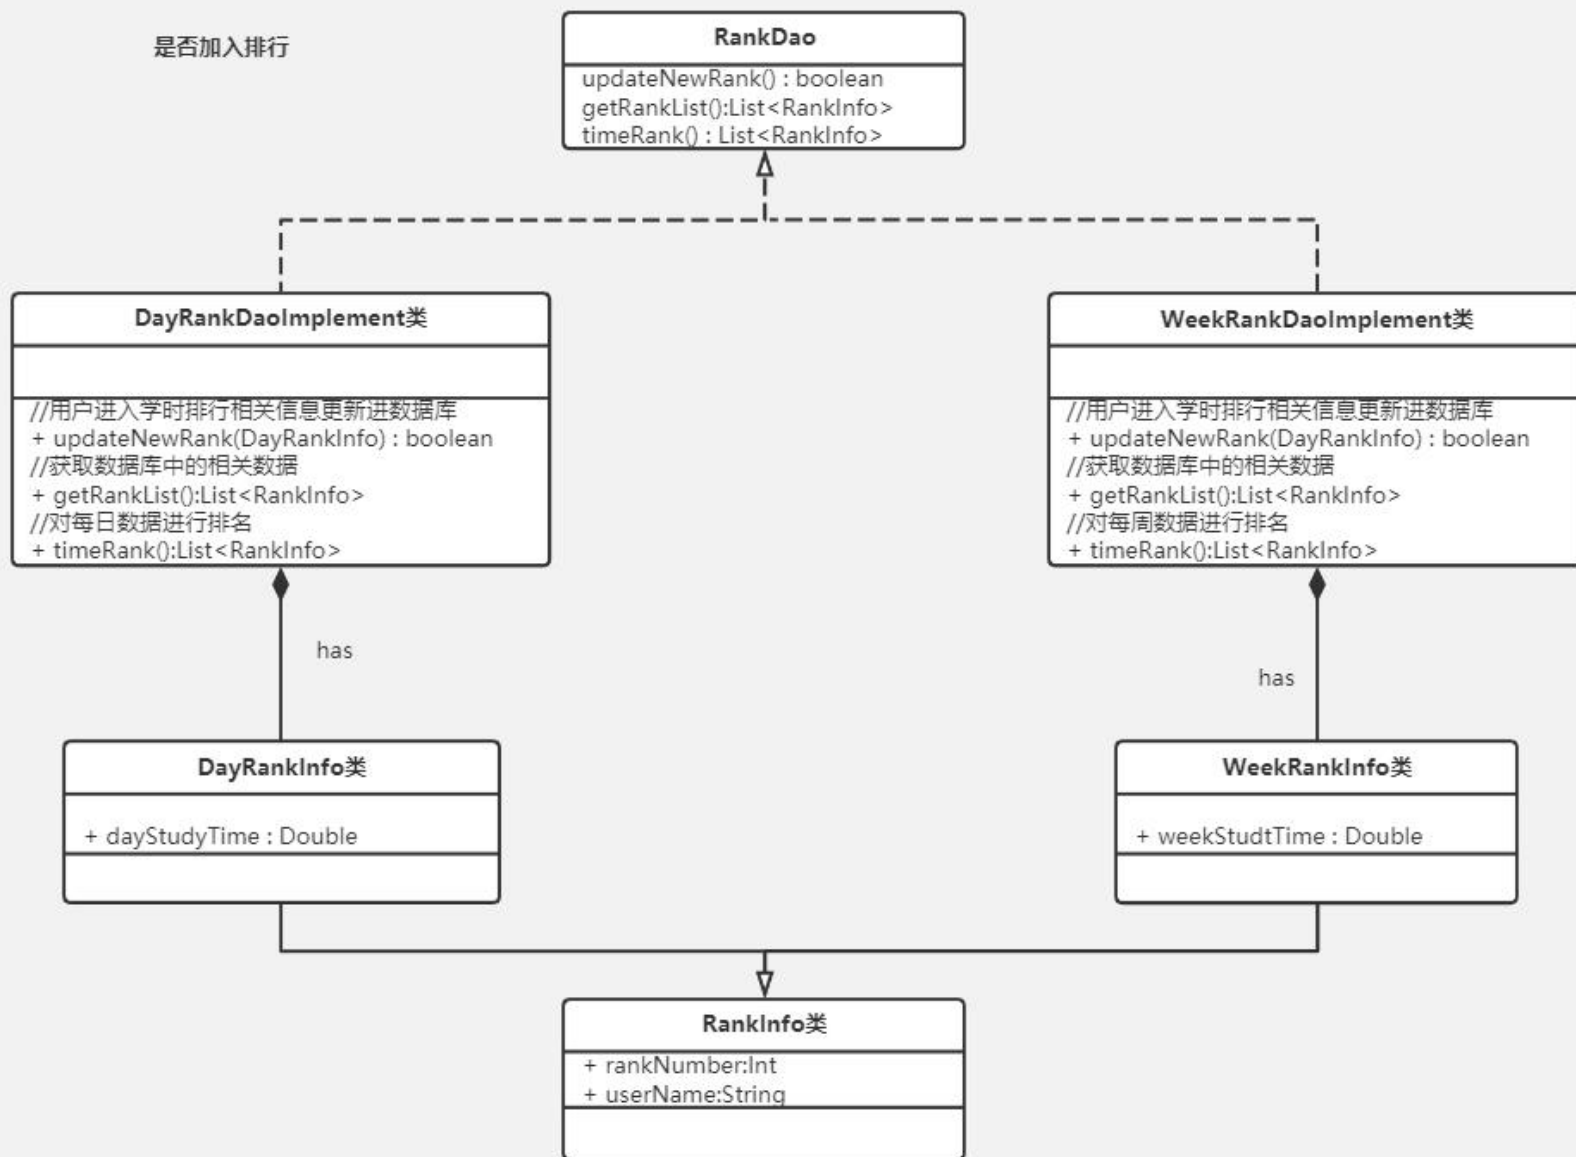 是否加入排行
RankDao
updateNewRank() : boolean
getRankList():List<RankInfo>
timeRank() : List<RankInfo>
DayRankDaoImplement类
//用户进入学时排行相关信息更新进数据库
+ updateNewRank(DayRankInfo) : boolean
//获取数据库中的相关数据
+ getRankList():List<RankInfo>
//对每日数据进行排名
+ timeRank():List<RankInfo>
WeekRankDaoImplement类
//用户进入学时排行相关信息更新进数据库
+ updateNewRank(DayRankInfo) : boolean
//获取数据库中的相关数据
+ getRankList():List<RankInfo>
//对每周数据进行排名
+ timeRank():List<RankInfo>
has
has
DayRankInfo类
+ dayStudyTime : Double
WeekRankInfo类
+ weekStudtTime : Double
RankInfo类
+ rankNumber:Int
+ userName:String